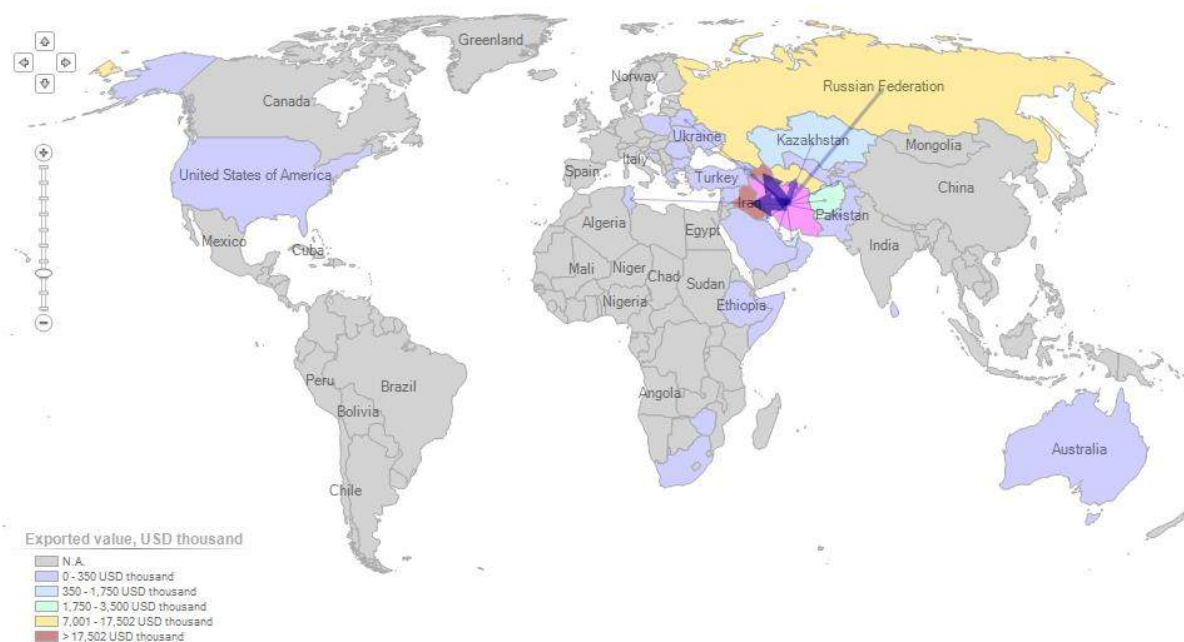 Greenland
Norway
Russian Federation
Canada
Ukraine
Kazakhstan
Mongolia
Italy
Spain
Turkey
United States of America
China
Iraq
Pakistan
Algeria
Egypt
Mexico
Cuba
India
Mali
Niger
Chad
Sudan
Nigeria
Ethiopia
Peru
Brazil
Angola
Bolivia
Australia
Chile
Exported value, USD thousand
N.A.
0 - 350 USD thousand
350 - 1,750 USD thousand
1,750 - 3,500 USD thousand
7,001 - 17,502 USD thousand
> 17,502 USD thousand